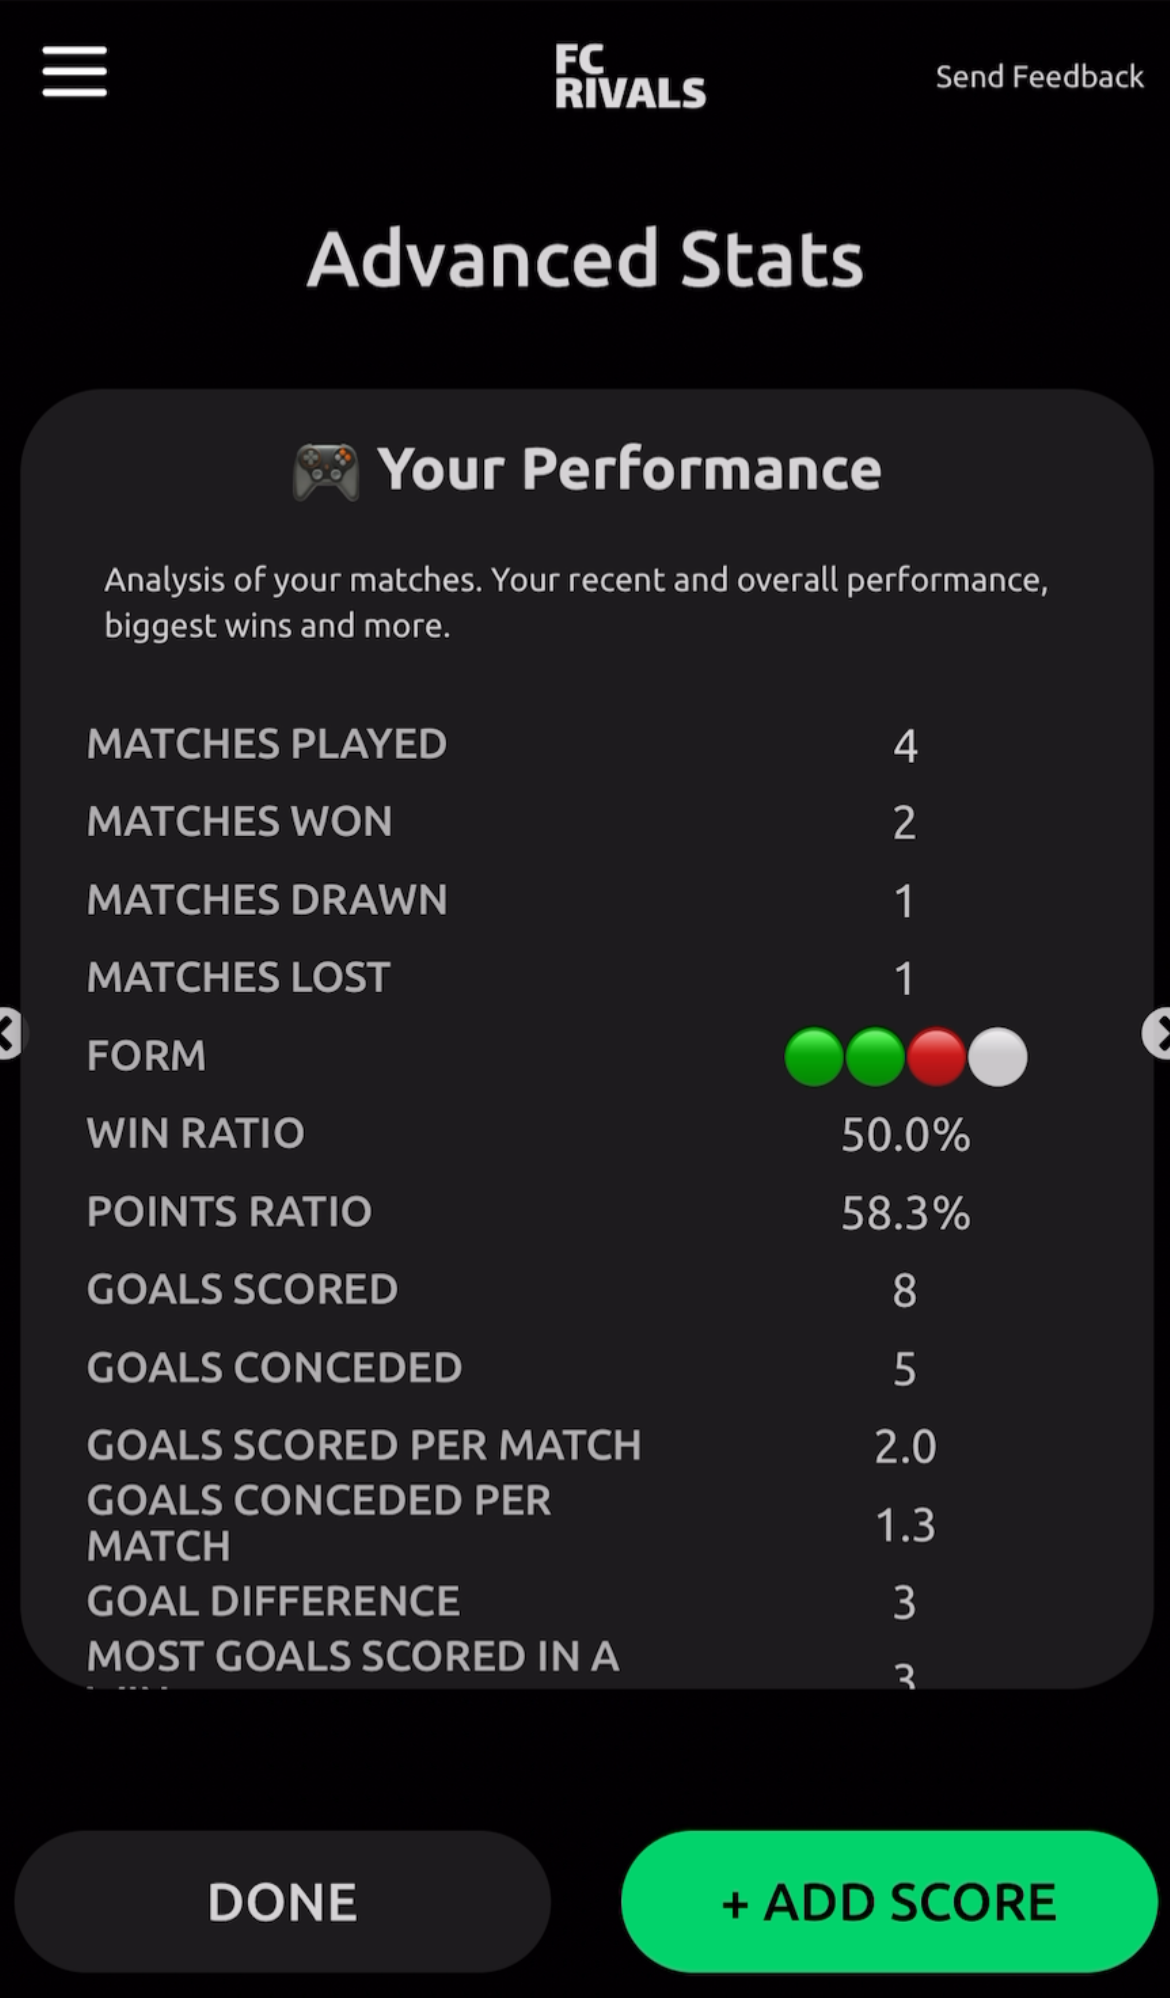 FC
RIVALS
Send Feedback
Advanced Stats
Your Performance
Analysis of your matches. Your recent and overall performance,
biggest wins and more.
MATCHES PLAYED 4
MATCHES WON 2
MATCHES DRAWN 1
MATCHES LOST 1
FORM
WIN RATIO 50.0%
POINTS RATIO 58.3%
GOALS SCORED 8
GOALS CONCEDED 5
GOALS SCORED PER MATCH 2.0
GOALS CONCEDED PER
MATCH 1.3
GOAL DIFFERENCE 3
MOST GOALS SCORED IN A
3
DONE
+ ADD SCORE